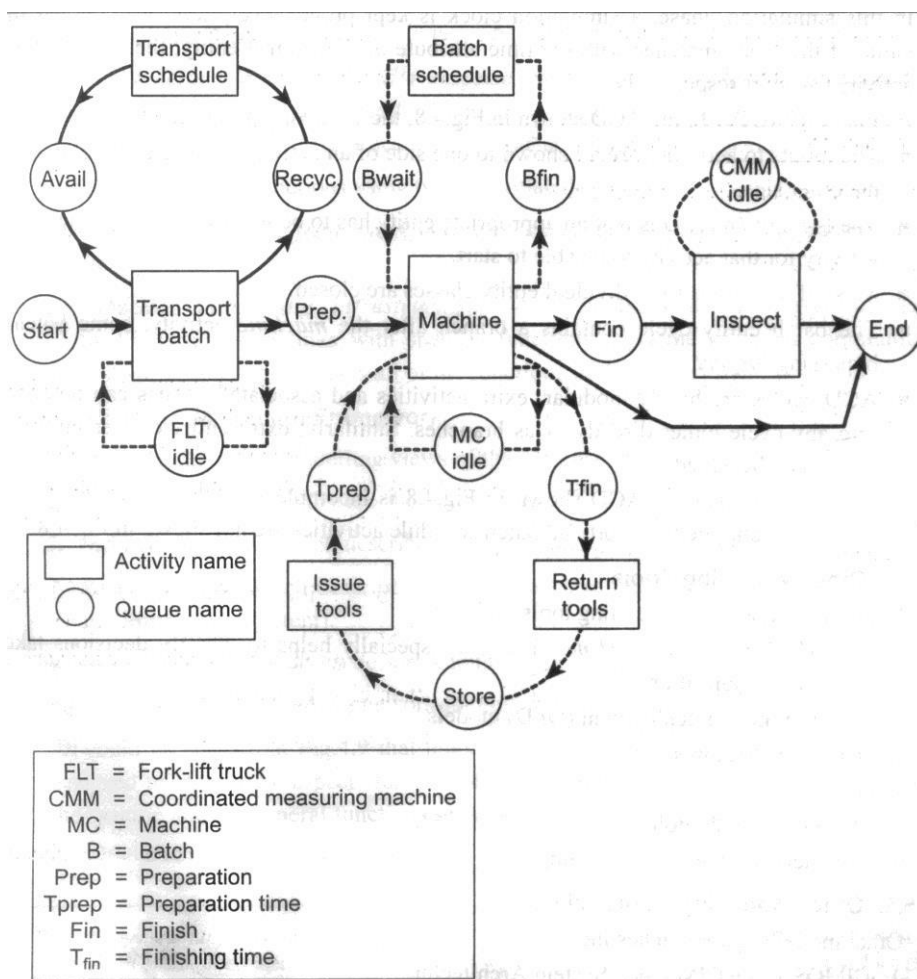 Transport
schedule
Batch
schedule
Avail
Recyc.
Bwait
Bfin
CMM
idle
Start
Transport
batch
Prep.
Machine
Fin
Inspect
End
FLT
idle
MC
idle
Tprep
Tfin
Activity name
Queue name
Issue
tools
Return
tools
Store
FLT = Fork-lift truck
CMM = Coordinated measuring machine
MC = Machine
B = Batch
Prep = Preparation
Tprep = Preparation time
Fin = Finish
Tfin = Finishing time